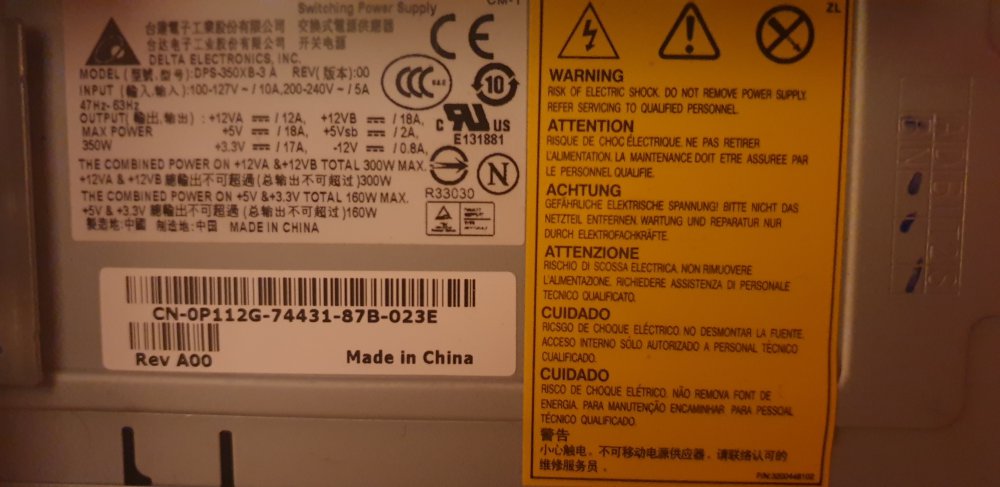 Switching Power Supply
台達電子工業股份有限公司 交換式電源供應器
台达电子工业股份有限公司 开关电源
DELTA ELECTRONICS, INC.
MODEL (型號, 型号): DPS-350XB-3 A REV(版本):00
INPUT (輸入,输入):100-127V~/10A,200-240V~/5A
47Hz- 63Hz
OUTPUT(輸出,输出) : +12VA ⎓ /12A, +12VB ⎓ /18A,
MAX POWER +5V ⎓ /18A, +5Vsb ⎓ /2A,
350W +3.3V ⎓ /17A, -12V ⎓ /0.8A,
THE COMBINED POWER ON +12VA &+12VB TOTAL 300W MAX.
+12VA & +12VB 總輸出不可超過(总输出不可超过)300W
THE COMBINED POWER ON +5V &+3.3V TOTAL 160W MAX.
+5V & +3.3V 總輸出不可超過 (总输出不可超过)160W
製造地:中國 制造地:中国 MADE IN CHINA
CE
CCC
S&E
10
c RU US
E131881
N
R33030
CN-0P112G-74431-87B-023E
Rev A00
Made in China
ZL
WARNING
RISK OF ELECTRIC SHOCK. DO NOT REMOVE POWER SUPPLY.
REFER SERVICING TO QUALIFIED PERSONNEL.
ATTENTION
RISQUE DE CHOC ÉLECTRIQUE. NE PAS RETIRER
L'ALIMENTATION. LA MAINTENANCE DOIT ETRE ASSUREE PAR
LE PERSONNEL QUALIFIE.
ACHTUNG
GEFÄHRLICHE ELEKTRISCHE SPANNUNG! BITTE NICHT DAS
NETZTEIL ENTFERNEN. WARTUNG UND REPARATUR NUR
DURCH ELEKTROFACHKRÄFTE.
ATTENZIONE
RISCHIO DI SCOSSA ELECTRICA. NON RIMUOVERE
L'ALIMENTAZIONE. RICHIEDERE ASSISTENZA DI PERSONALE
TECNICO QUALIFICATO.
CUIDADO
RICSGO DE CHOQUE ELÉCTRICO. NO DESMONTAR LA FUENTE.
ACCESO INTERNO SÓLO AUTORIZADO A PERSONAL TÉCNICO
CUALIFICADO.
CUIDADO
RISCO DE CHOQUE ELÉTRICO. NÃO REMOVA FONT DE
ENERGIA. PARA MANUTENÇÃO ENCAMINHAR PARA PESSOAL
TÉCNICO QUALIFICADO.
警告
小心触电。不可移动电源供应器，请联络认可的
维修服务员。